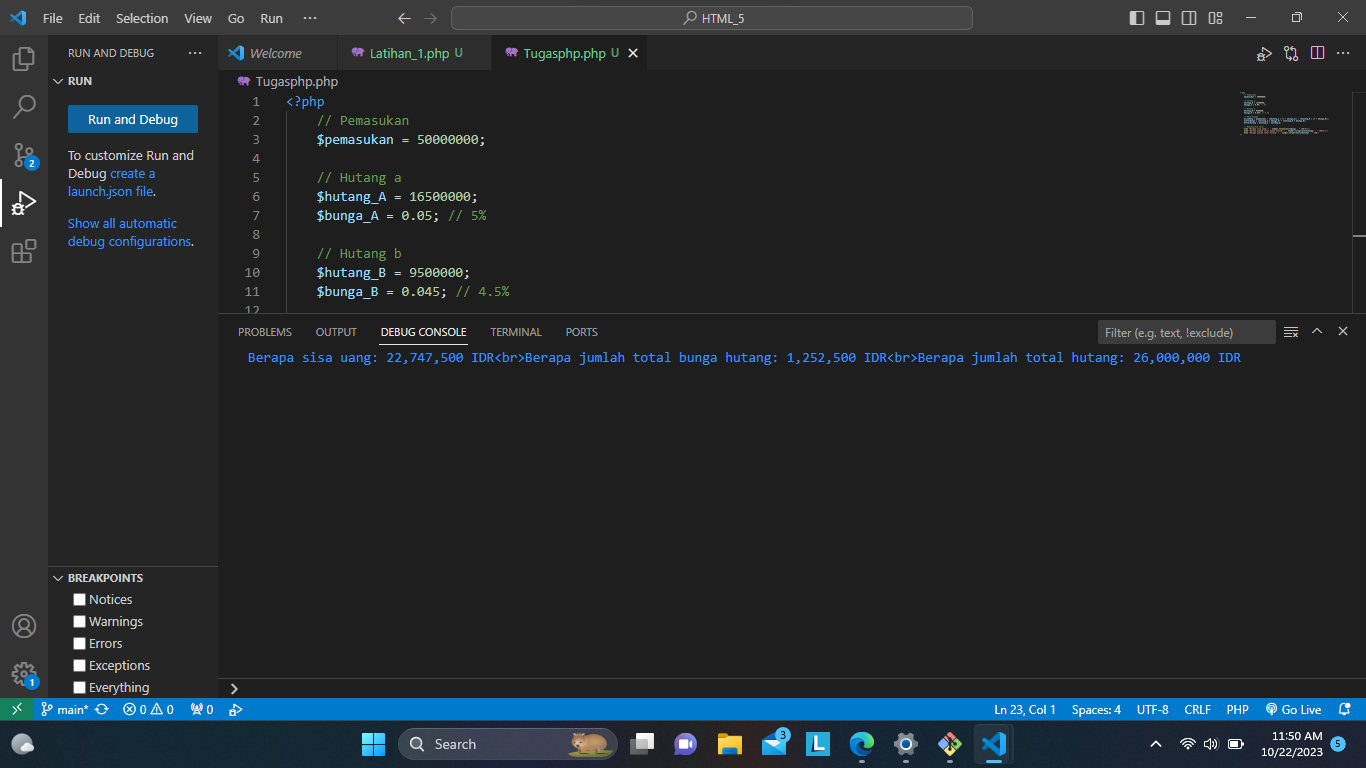 File Edit Selection View Go Run ··· HTML_5
RUN AND DEBUG ···
Welcome Latihan_1.php U Tugasphp.php U
RUN
Run and Debug
To customize Run and
Debug create a
launch.json file.
Show all automatic
debug configurations.
Tugasphp.php
1 <?php
2 // Pemasukan
3 $pemasukan = 50000000;
4
5 // Hutang a
6 $hutang_A = 16500000;
7 $bunga_A = 0.05; // 5%
8
9 // Hutang b
10 $hutang_B = 9500000;
11 $bunga_B = 0.045; // 4.5%
12
PROBLEMS OUTPUT DEBUG CONSOLE TERMINAL PORTS Filter (e.g. text, !exclude)
Berapa sisa uang: 22,747,500 IDR<br>Berapa jumlah total bunga hutang: 1,252,500 IDR<br>Berapa jumlah total hutang: 26,000,000 IDR
BREAKPOINTS
Notices
Warnings
Errors
Exceptions
Everything
2
1
main* 0 0 0 Ln 23, Col 1 Spaces: 4 UTF-8 CRLF PHP Go Live
Search 3 L 11:50 AM
10/22/2023 5